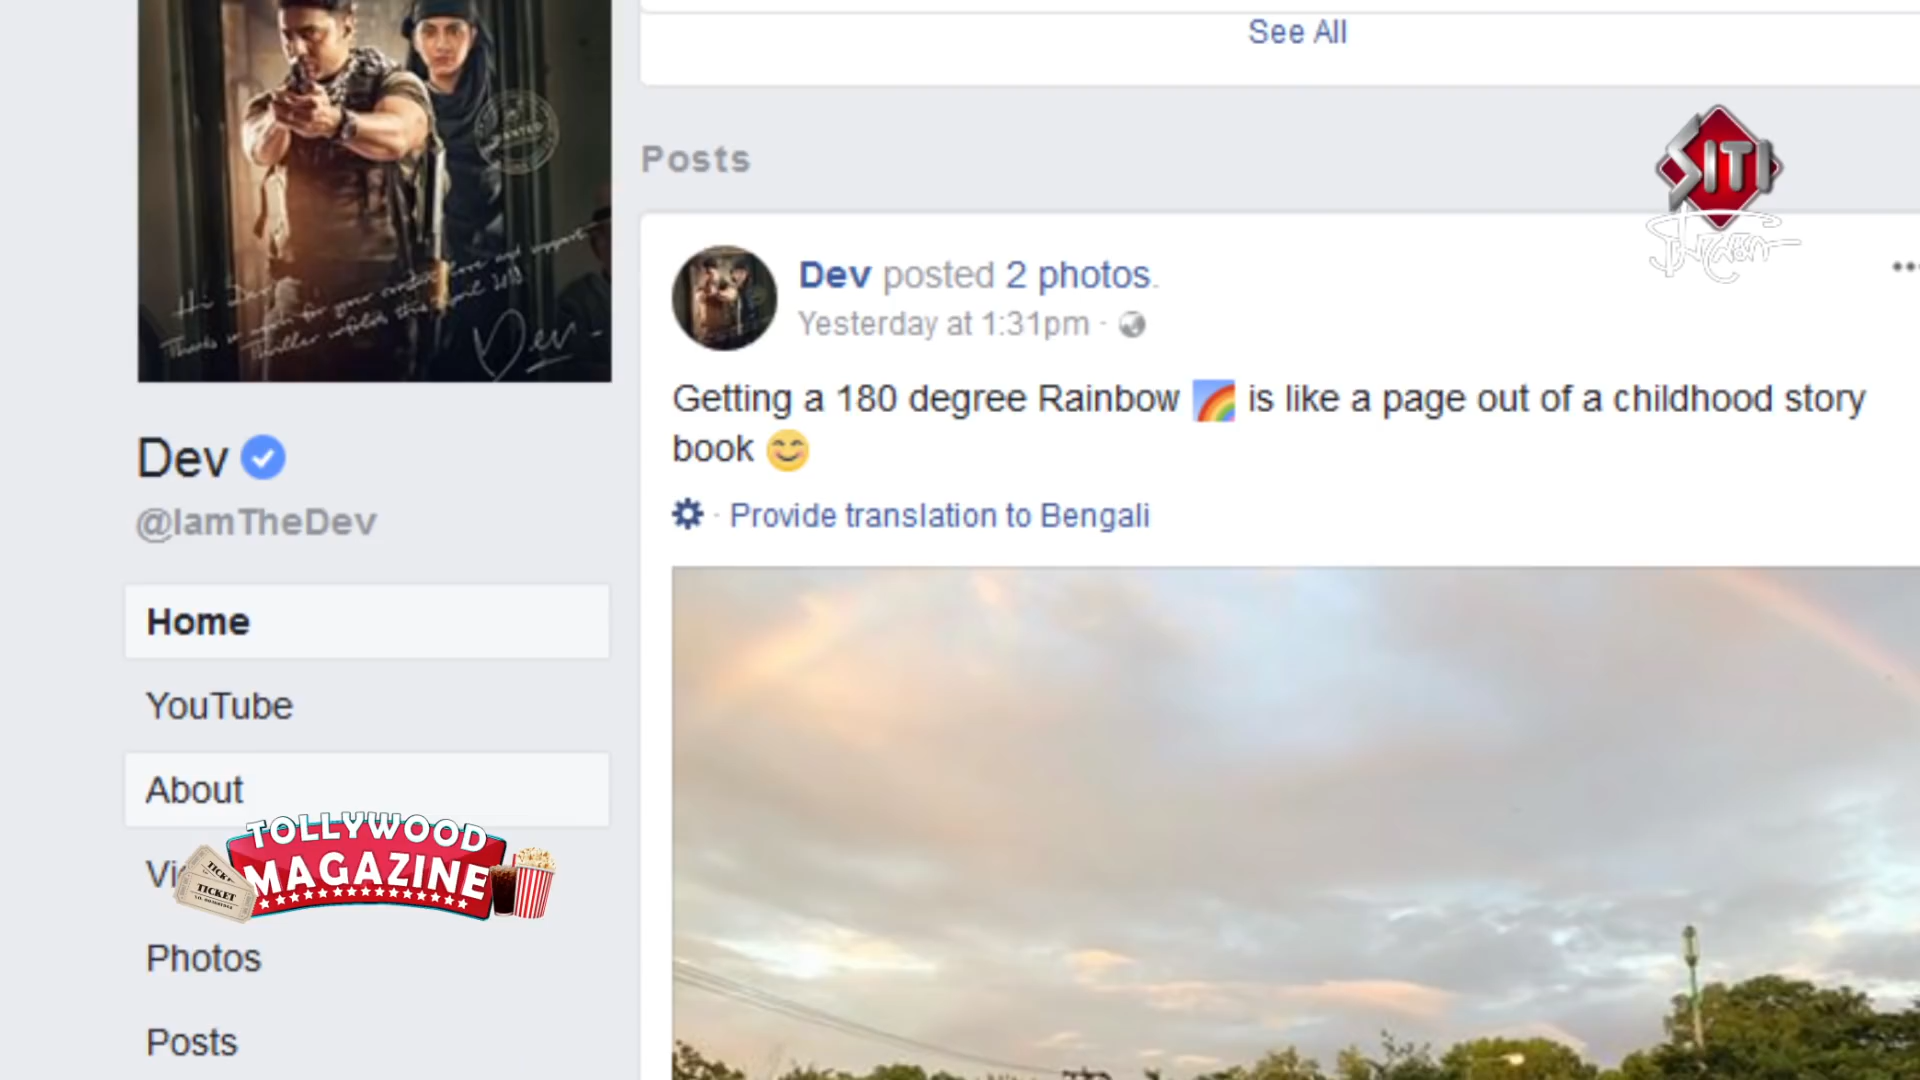 See All
WANTED
Posts
SITI
Dev posted 2 photos.
Yesterday at 1:31pm
Getting a 180 degree Rainbow 🌈 is like a page out of a childhood story
book 😊
Provide translation to Bengali
Dev
Dev
@IamTheDev
Home
YouTube
About
TOLLYWOOD
MAGAZINE
TICKET
Photos
Posts